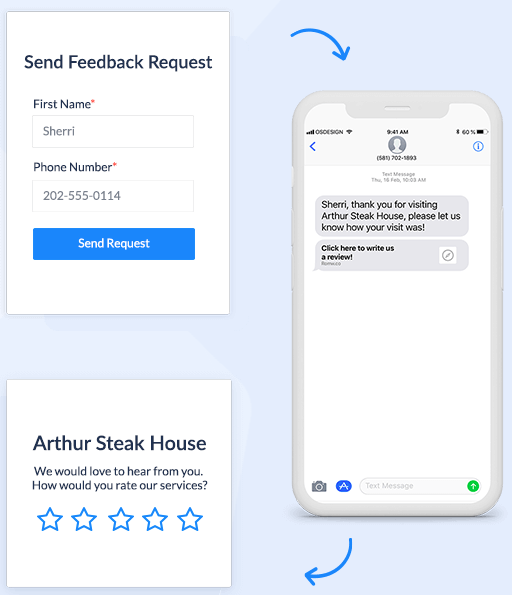 Send Feedback Request
First Name*
Sherri
Phone Number*
202-555-0114
Send Request
OSDESIGN
9:41 AM
60 %
(581) 702-1893
Text Message
Thu, 16 Feb, 10:03 AM
Sherri, thank you for visiting
Arthur Steak House, please let us
know how your visit was!
Click here to write us
a review!
Text Message
Arthur Steak House
We would love to hear from you.
How would you rate our services?